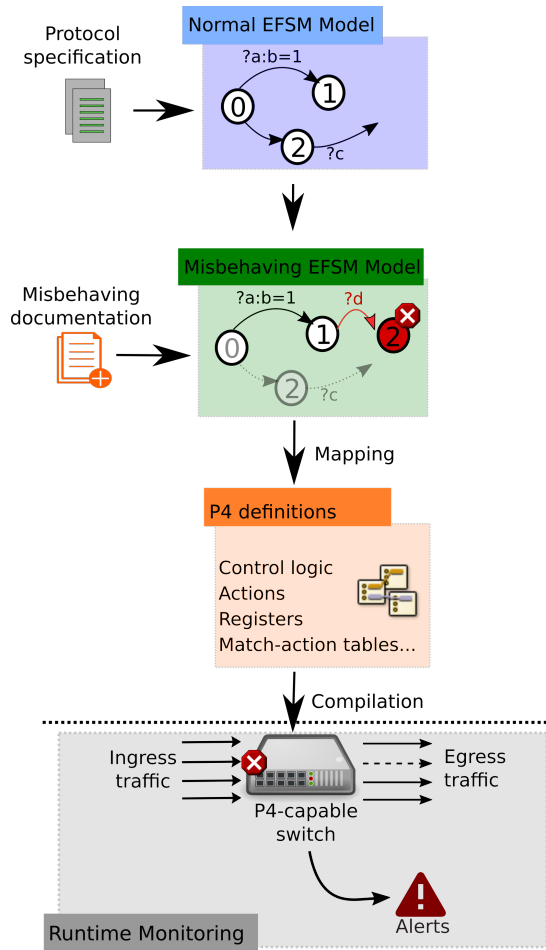 Normal EFSM Model
Protocol
specification
?a:b=1
0
1
2
?c
Misbehaving EFSM Model
Misbehaving
documentation
?a:b=1
?d
0
1
2
2
?c
Mapping
P4 definitions
Control logic
Actions
Registers
Match-action tables...
Compilation
Ingress
traffic
Egress
traffic
P4-capable
switch
Alerts
Runtime Monitoring